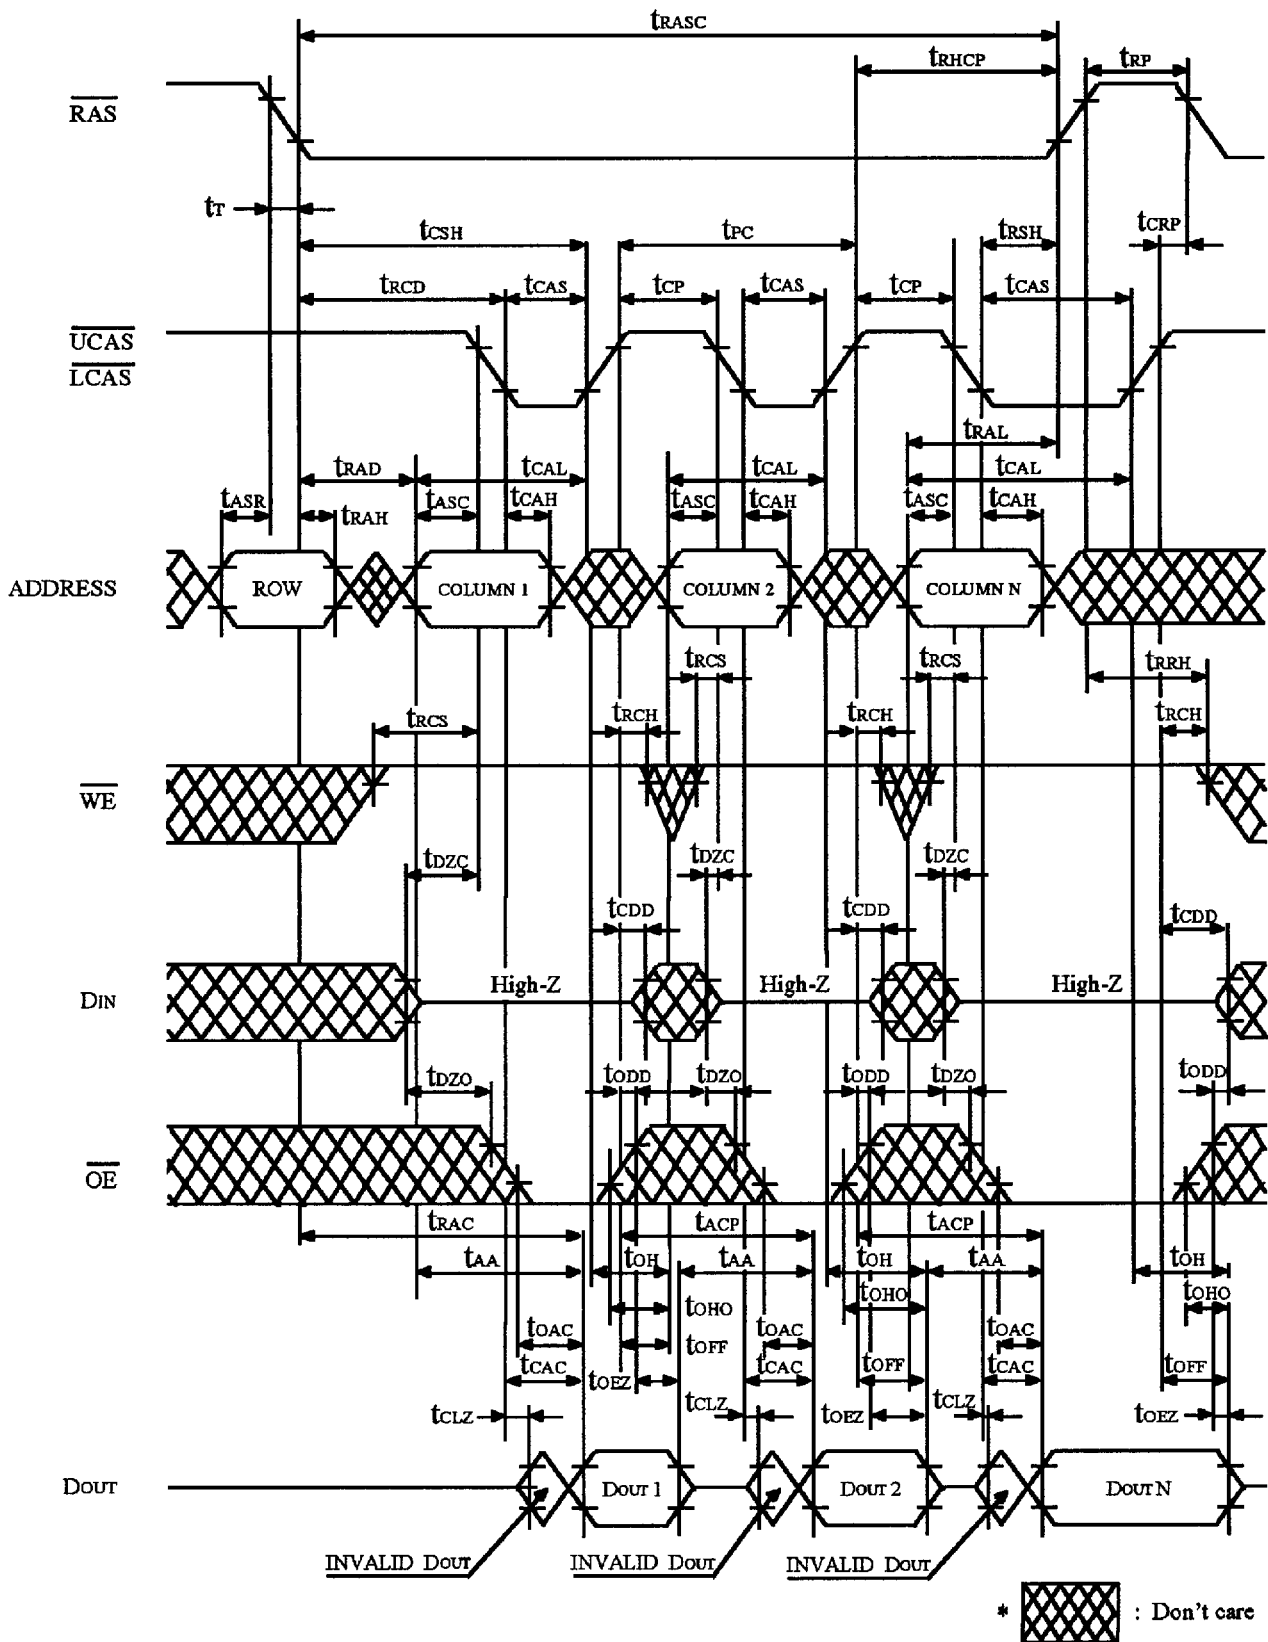 tRASC
tRHCP tRP
RAS
tT
tCSH tPC tRSH tCRP
tRCD tCAS tCP tCAS tCP tCAS
UCAS
LCAS
tRAL
tRAD tCAL tCAL tCAL
tASR tRAH tASC tCAH tASC tCAH tASC tCAH
ADDRESS ROW COLUMN 1 COLUMN 2 COLUMN N
tRCS tRCS tRRH
tRCS tRCH tRCH tRCH
WE
tDZC tDZC tDZC
tCDD tCDD tCDD
DIN High-Z High-Z High-Z
tDZO tODD tDZO tODD tDZO tODD
OE
tRAC tACP tACP
tAA tOH tAA tOH tAA tOH
tOHO tOHO tOHO
tOAC tOFF tOAC tOAC
tCAC tOEZ tCAC tOFF tCAC tOFF
tCLZ tCLZ tOEZ tCLZ tOEZ
DOUT DOUT 1 DOUT 2 DOUT N
INVALID DOUT INVALID DOUT INVALID DOUT
* : Don't care